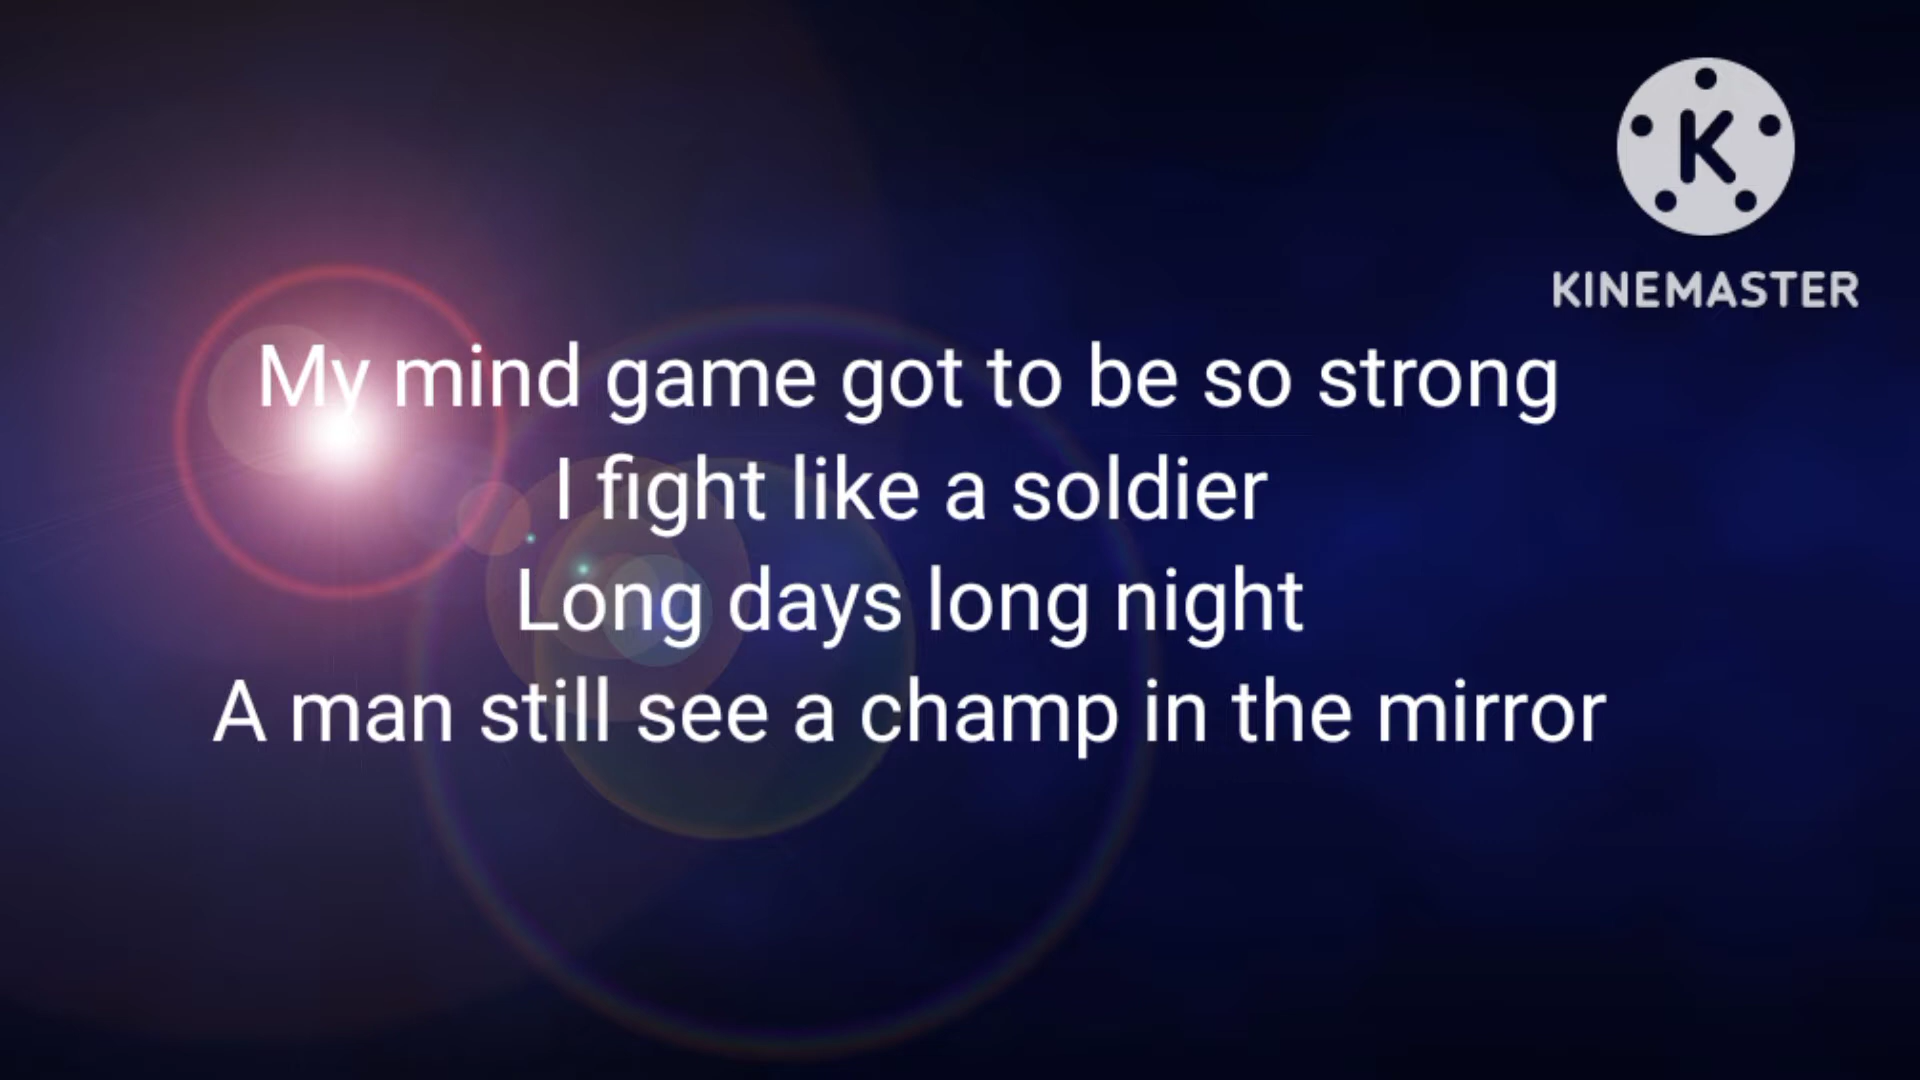 K
KINEMASTER
My mind game got to be so strong
I fight like a soldier
Long days long night
A man still see a champ in the mirror